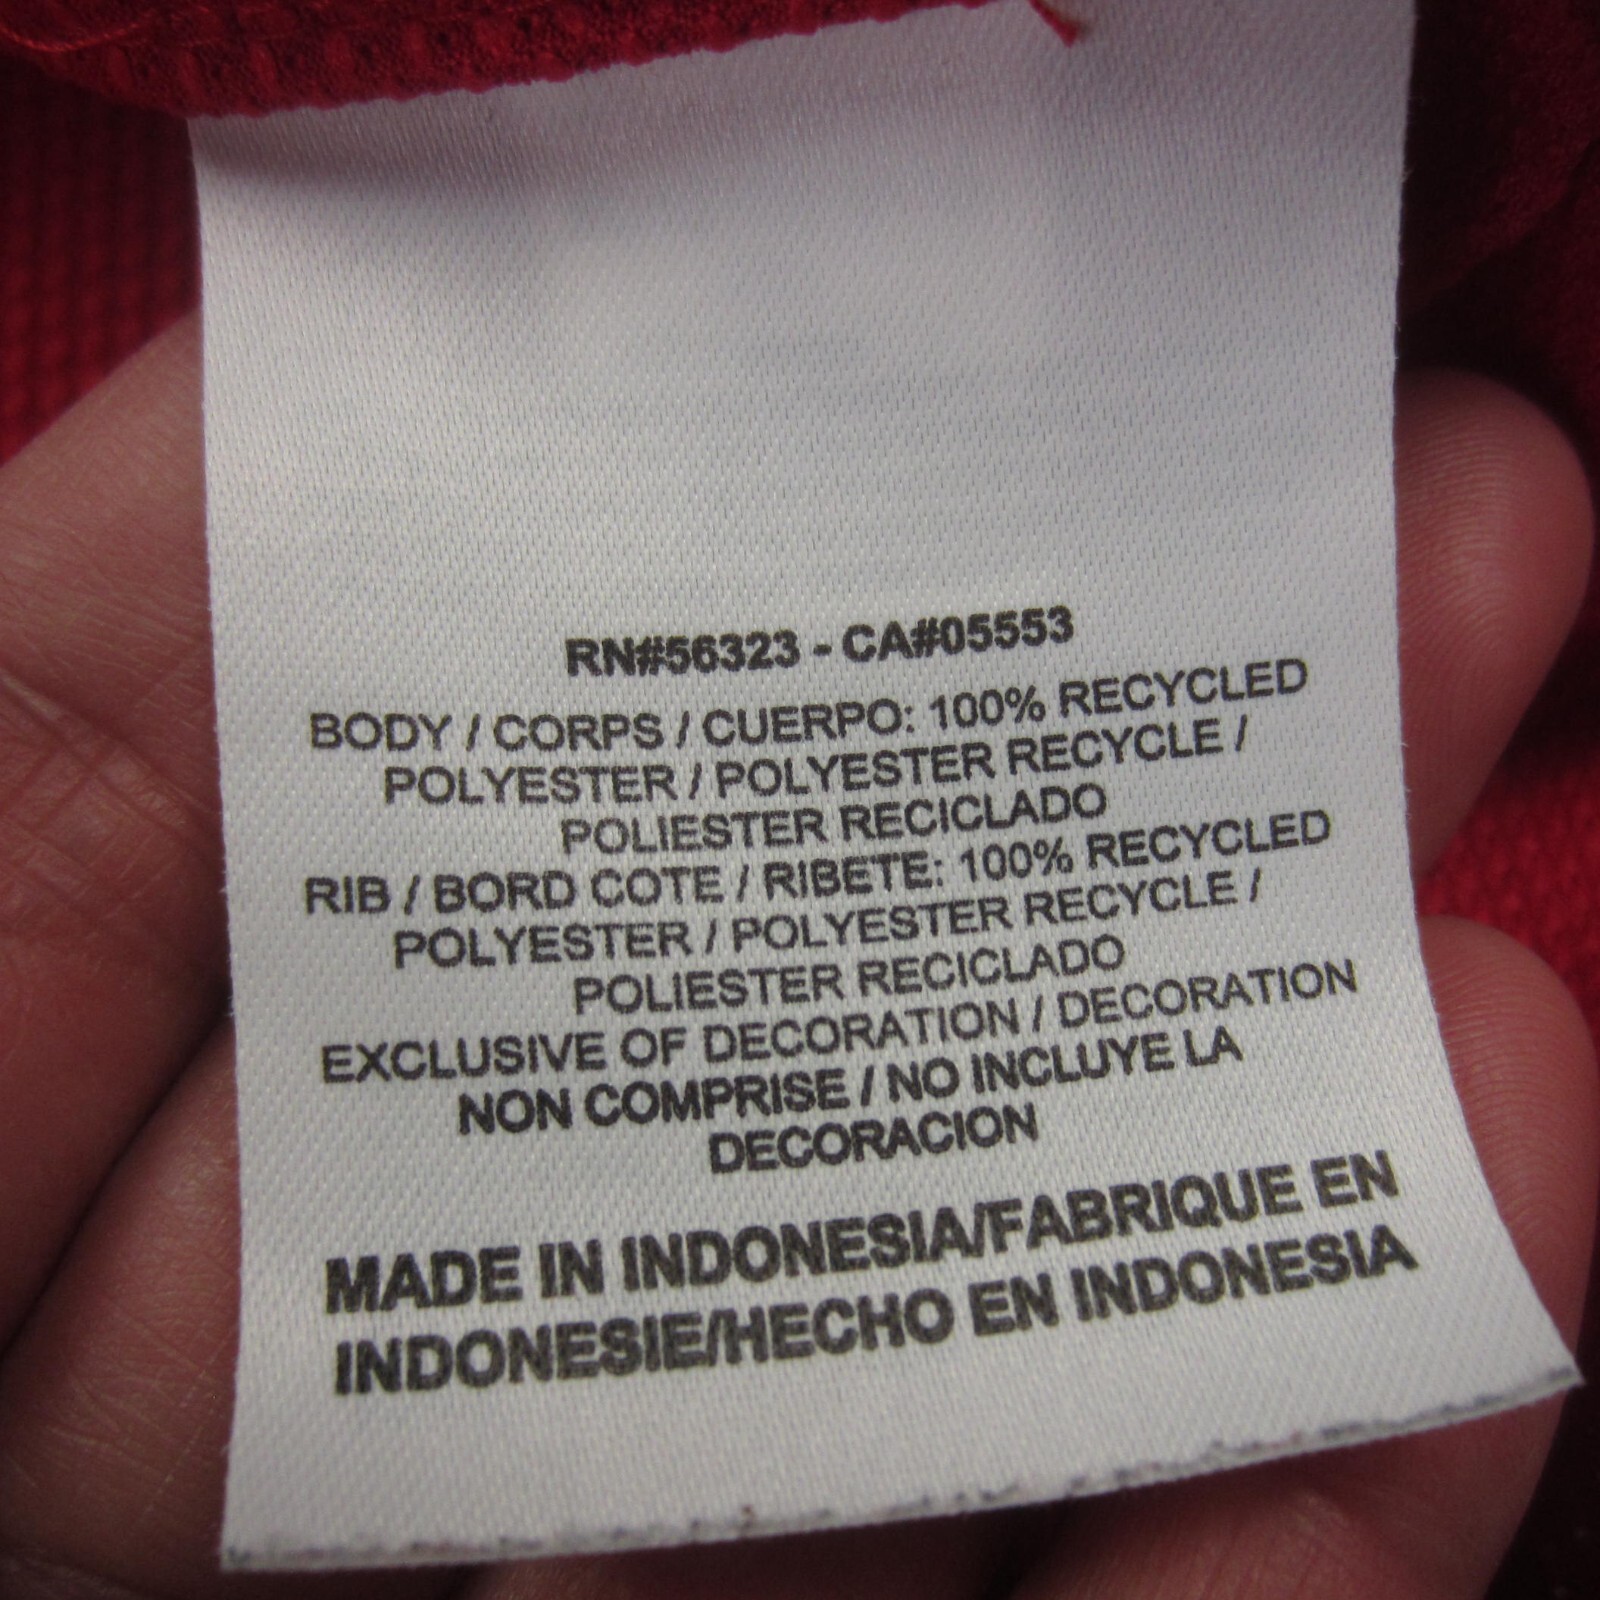 RN#56323 - CA#05553
BODY / CORPS / CUERPO: 100% RECYCLED
POLYESTER / POLYESTER RECYCLE /
POLIESTER RECICLADO
RIB / BORD COTE / RIBETE: 100% RECYCLED
POLYESTER / POLYESTER RECYCLE /
POLIESTER RECICLADO
EXCLUSIVE OF DECORATION / DECORATION
NON COMPRISE / NO INCLUYE LA
DECORACION
MADE IN INDONESIA/FABRIQUE EN
INDONESIE/HECHO EN INDONESIA